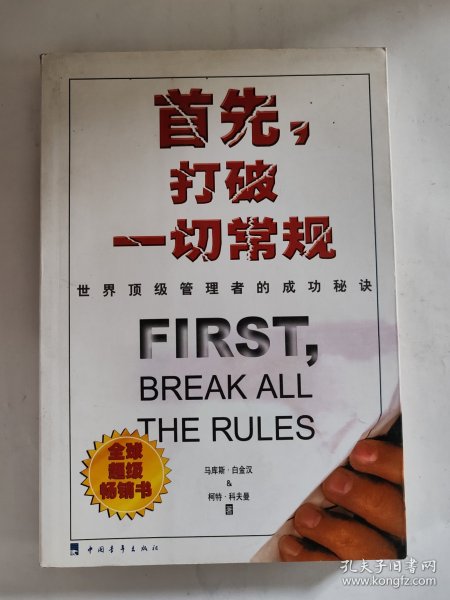 首先，
打破
一切常规
世界顶级管理者的成功秘诀
FIRST,
BREAK ALL
THE RULES
全球
超级
畅销书
马库斯·白金汉
&
柯特·科夫曼
著
中国青年出版社
孔夫子旧书网
www.kongfz.com